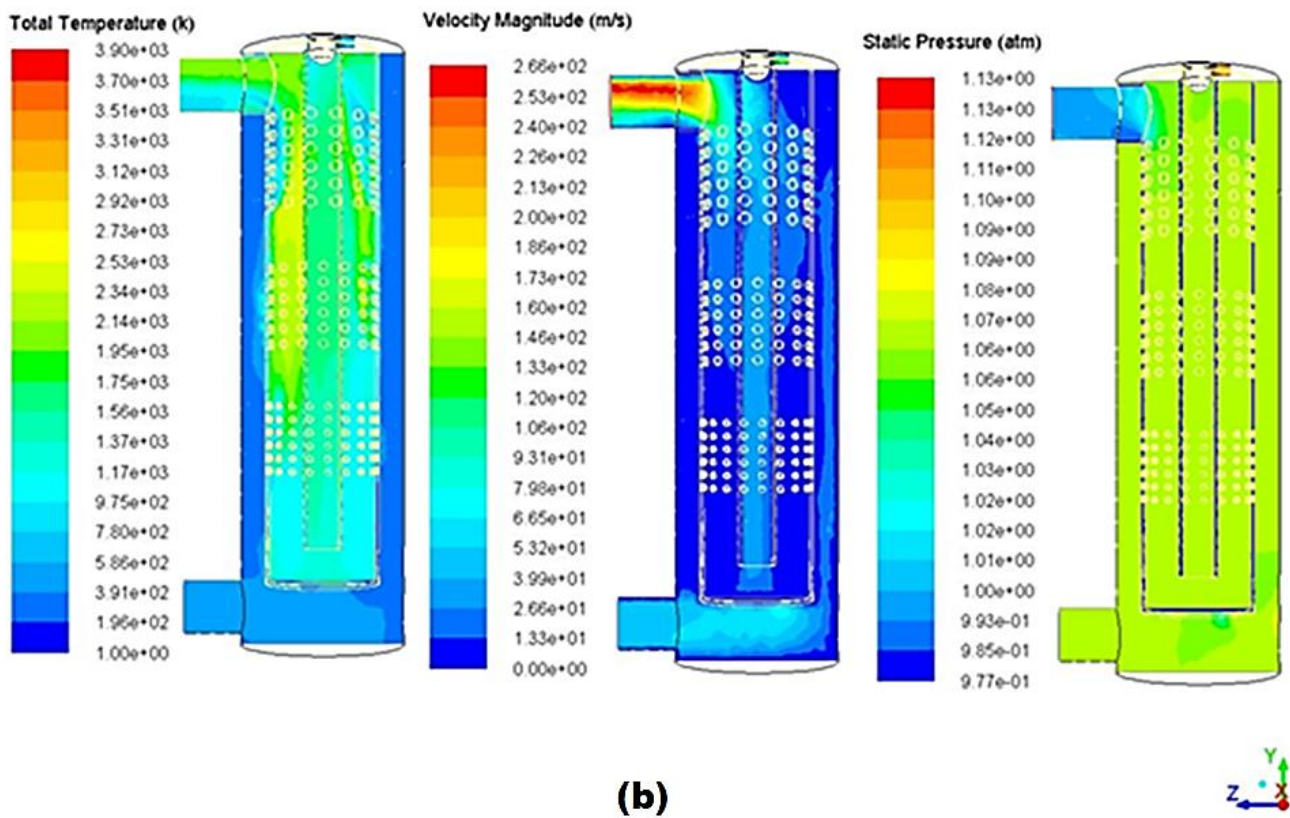 Total Temperature (k)
3.90e+03
3.70e+03
3.51e+03
3.31e+03
3.12e+03
2.92e+03
2.73e+03
2.53e+03
2.34e+03
2.14e+03
1.95e+03
1.75e+03
1.56e+03
1.37e+03
1.17e+03
9.75e+02
7.80e+02
5.86e+02
3.91e+02
1.96e+02
1.00e+00
Velocity Magnitude (m/s)
2.66e+02
2.53e+02
2.40e+02
2.26e+02
2.13e+02
2.00e+02
1.86e+02
1.73e+02
1.60e+02
1.46e+02
1.33e+02
1.20e+02
1.06e+02
9.31e+01
7.98e+01
6.65e+01
5.32e+01
3.99e+01
2.66e+01
1.33e+01
0.00e+00
Static Pressure (atm)
1.13e+00
1.13e+00
1.12e+00
1.11e+00
1.10e+00
1.09e+00
1.09e+00
1.08e+00
1.07e+00
1.06e+00
1.06e+00
1.05e+00
1.04e+00
1.03e+00
1.02e+00
1.02e+00
1.01e+00
1.00e+00
9.93e-01
9.85e-01
9.77e-01
(b)
Y
Z
X